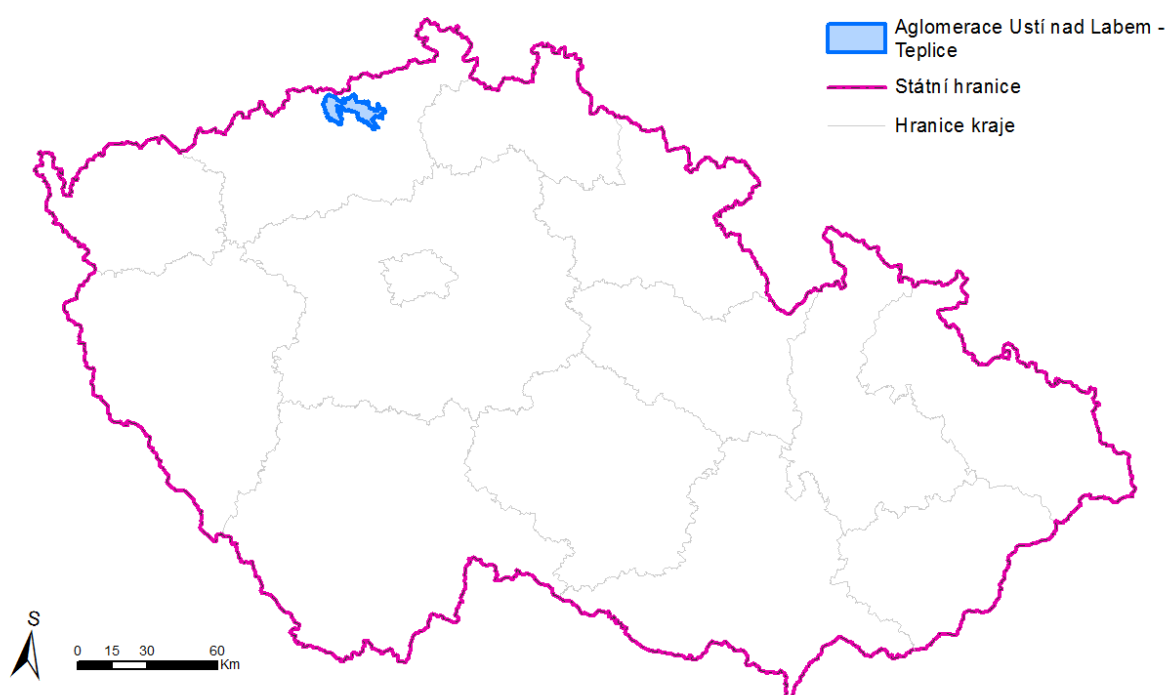 Aglomerace Ustí nad Labem -
Teplice
Státní hranice
Hranice kraje
S
0 15 30 60
Km